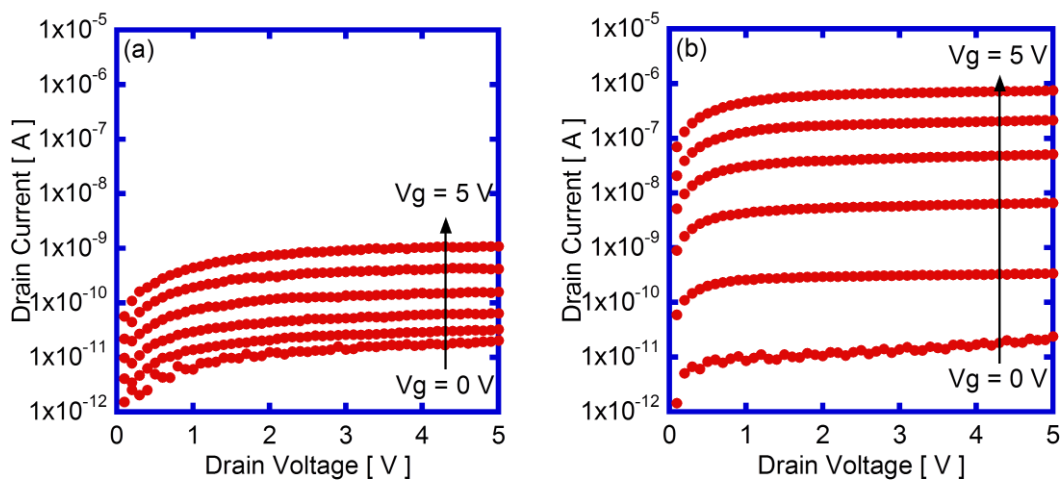 (a)
Drain Current [ A ]
1x10⁻⁵
1x10⁻⁶
1x10⁻⁷
1x10⁻⁸
1x10⁻⁹
1x10⁻¹⁰
1x10⁻¹¹
1x10⁻¹²
Vg = 5 V
Vg = 0 V
0 1 2 3 4 5
Drain Voltage [ V ]
(b)
Drain Current [ A ]
1x10⁻⁵
1x10⁻⁶
1x10⁻⁷
1x10⁻⁸
1x10⁻⁹
1x10⁻¹⁰
1x10⁻¹¹
1x10⁻¹²
Vg = 5 V
Vg = 0 V
0 1 2 3 4 5
Drain Voltage [ V ]